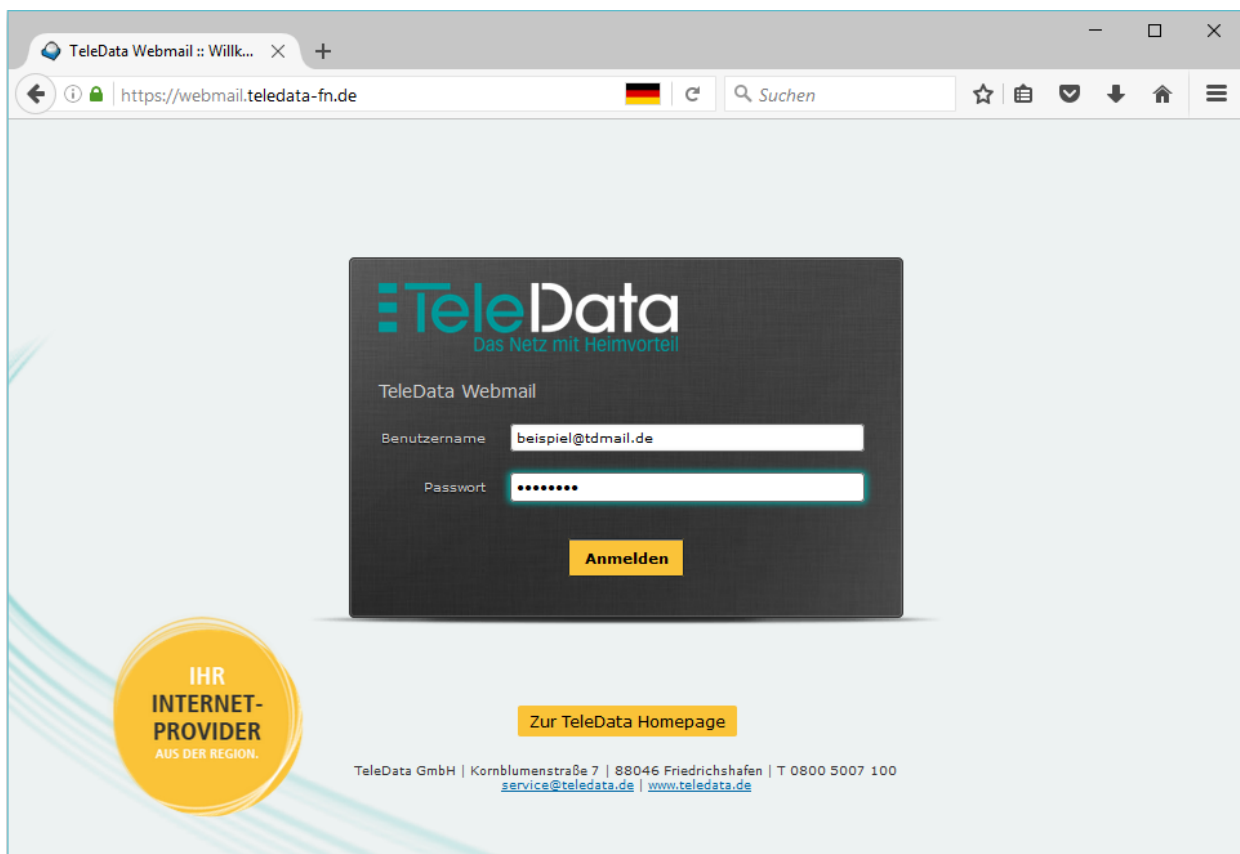 TeleData Webmail :: Willk...
https://webmail.teledata-fn.de
Suchen
TeleData
Das Netz mit Heimvorteil
TeleData Webmail
Benutzername
beispiel@tdmail.de
Passwort
••••••••
Anmelden
IHR
INTERNET-
PROVIDER
AUS DER REGION.
Zur TeleData Homepage
TeleData GmbH | Kornblumenstraße 7 | 88046 Friedrichshafen | T 0800 5007 100
service@teledata.de | www.teledata.de